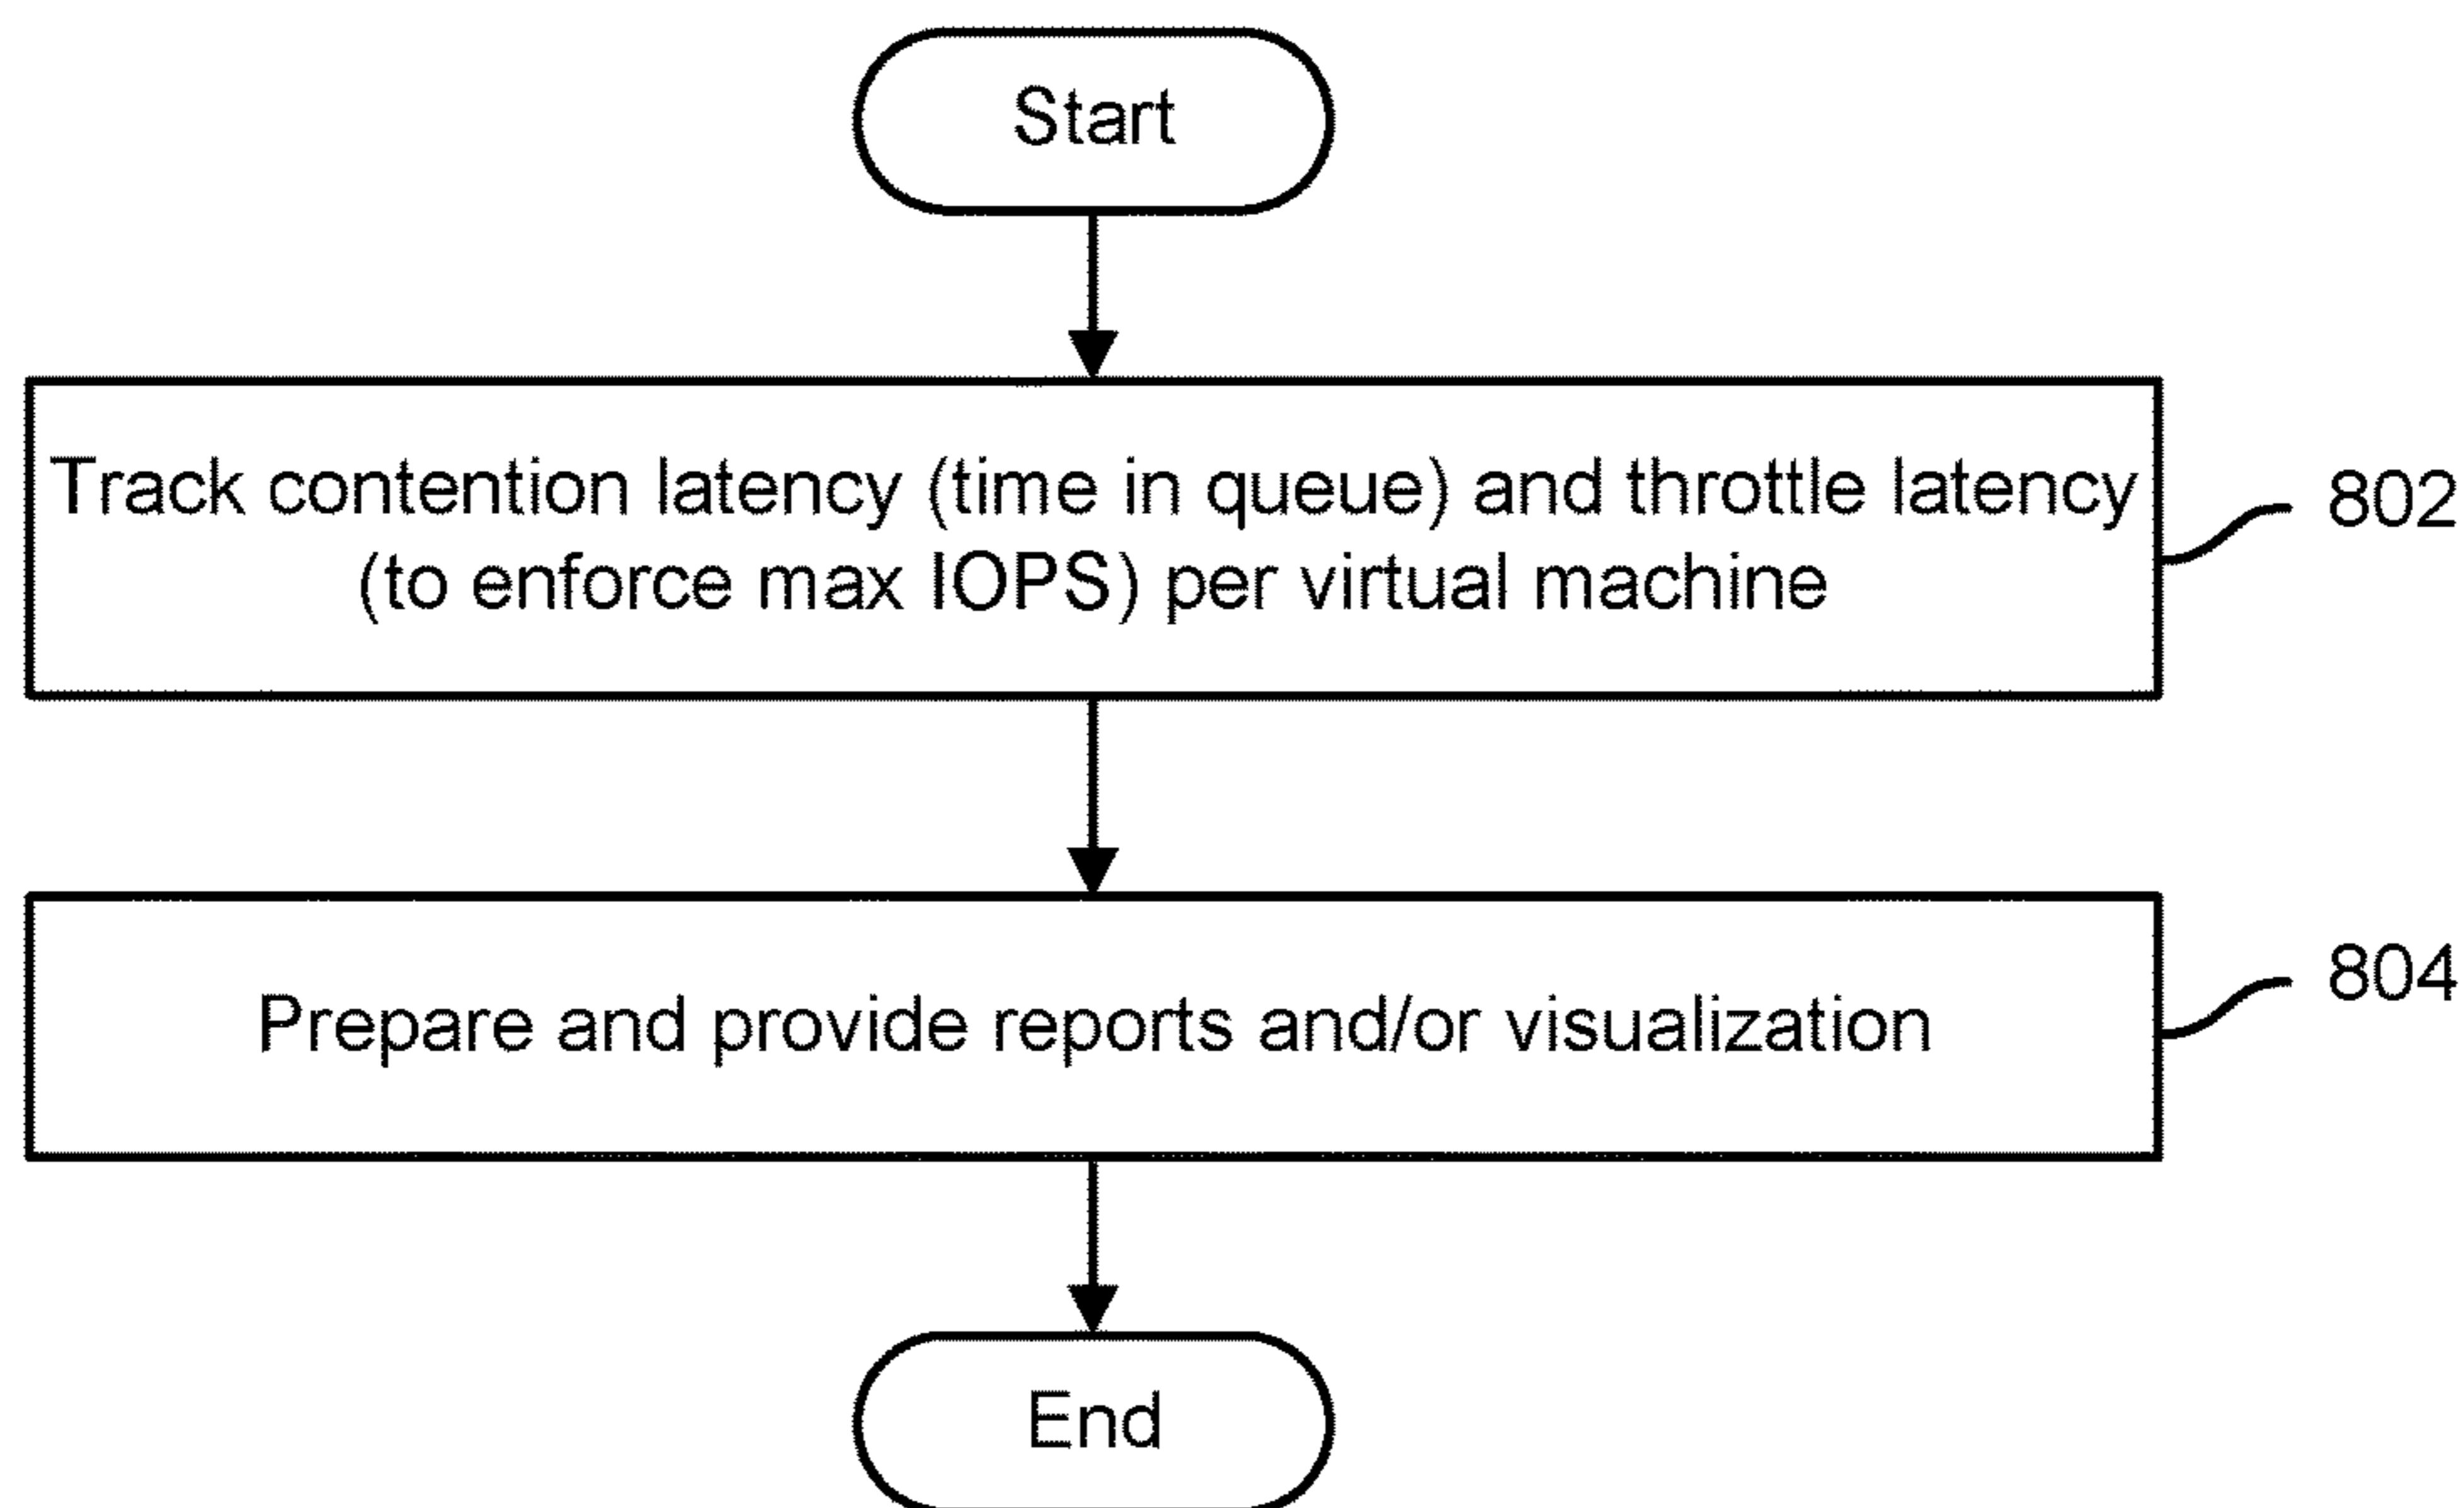 Start
Track contention latency (time in queue) and throttle latency
(to enforce max IOPS) per virtual machine
802
Prepare and provide reports and/or visualization
804
End